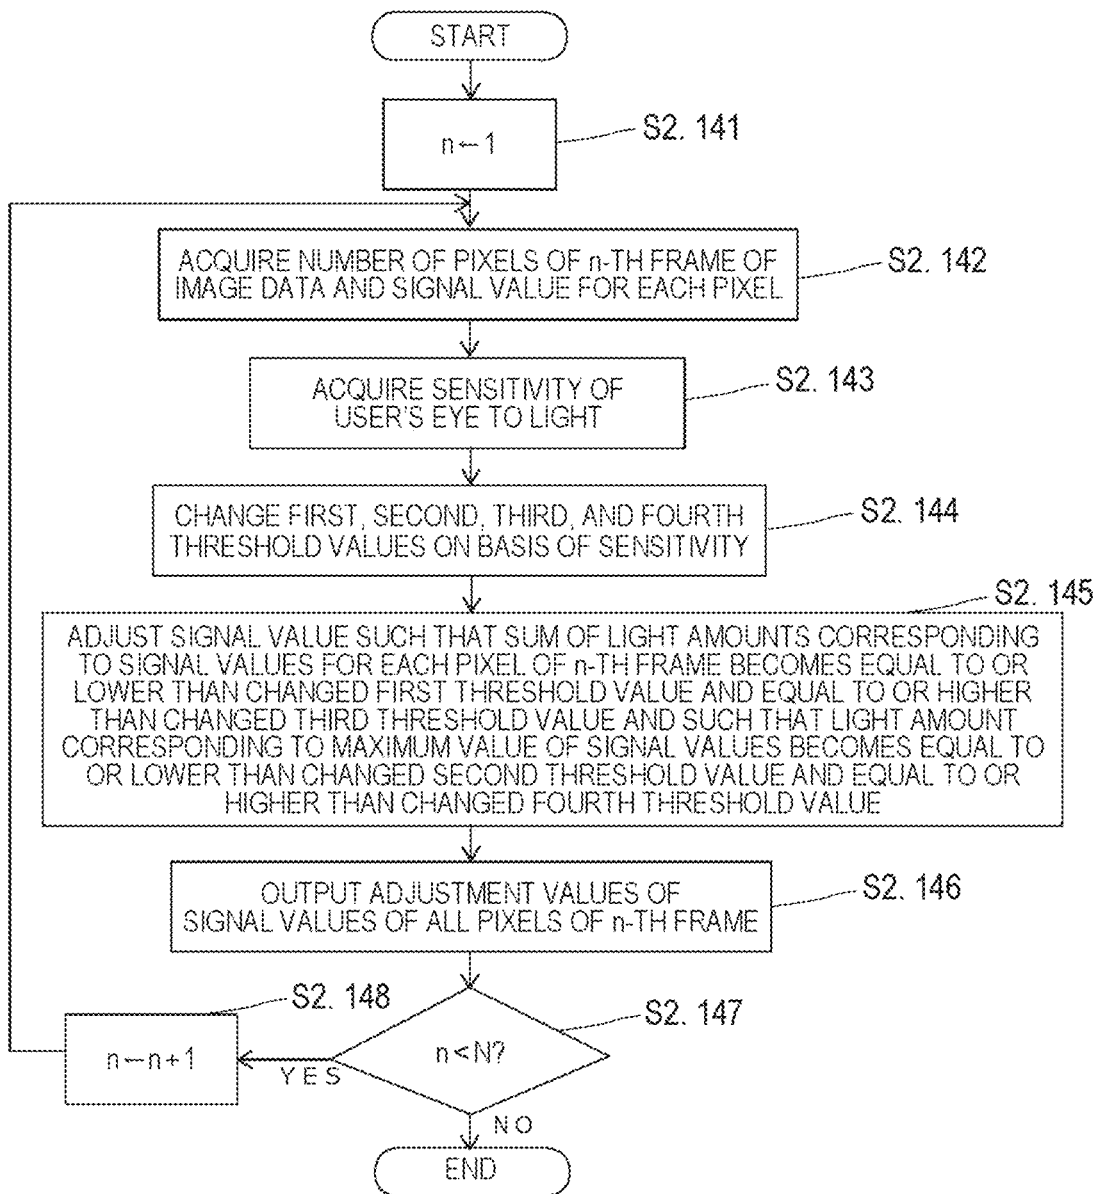 START
n←1
S2. 141
ACQUIRE NUMBER OF PIXELS OF n-TH FRAME OF
IMAGE DATA AND SIGNAL VALUE FOR EACH PIXEL
S2. 142
ACQUIRE SENSITIVITY OF
USER'S EYE TO LIGHT
S2. 143
CHANGE FIRST, SECOND, THIRD, AND FOURTH
THRESHOLD VALUES ON BASIS OF SENSITIVITY
S2. 144
S2. 145
ADJUST SIGNAL VALUE SUCH THAT SUM OF LIGHT AMOUNTS CORRESPONDING
TO SIGNAL VALUES FOR EACH PIXEL OF n-TH FRAME BECOMES EQUAL TO OR
LOWER THAN CHANGED FIRST THRESHOLD VALUE AND EQUAL TO OR HIGHER
THAN CHANGED THIRD THRESHOLD VALUE AND SUCH THAT LIGHT AMOUNT
CORRESPONDING TO MAXIMUM VALUE OF SIGNAL VALUES BECOMES EQUAL TO
OR LOWER THAN CHANGED SECOND THRESHOLD VALUE AND EQUAL TO OR
HIGHER THAN CHANGED FOURTH THRESHOLD VALUE
OUTPUT ADJUSTMENT VALUES OF
SIGNAL VALUES OF ALL PIXELS OF n-TH FRAME
S2. 146
S2. 148
n←n+1
YES
n<N?
S2. 147
NO
END